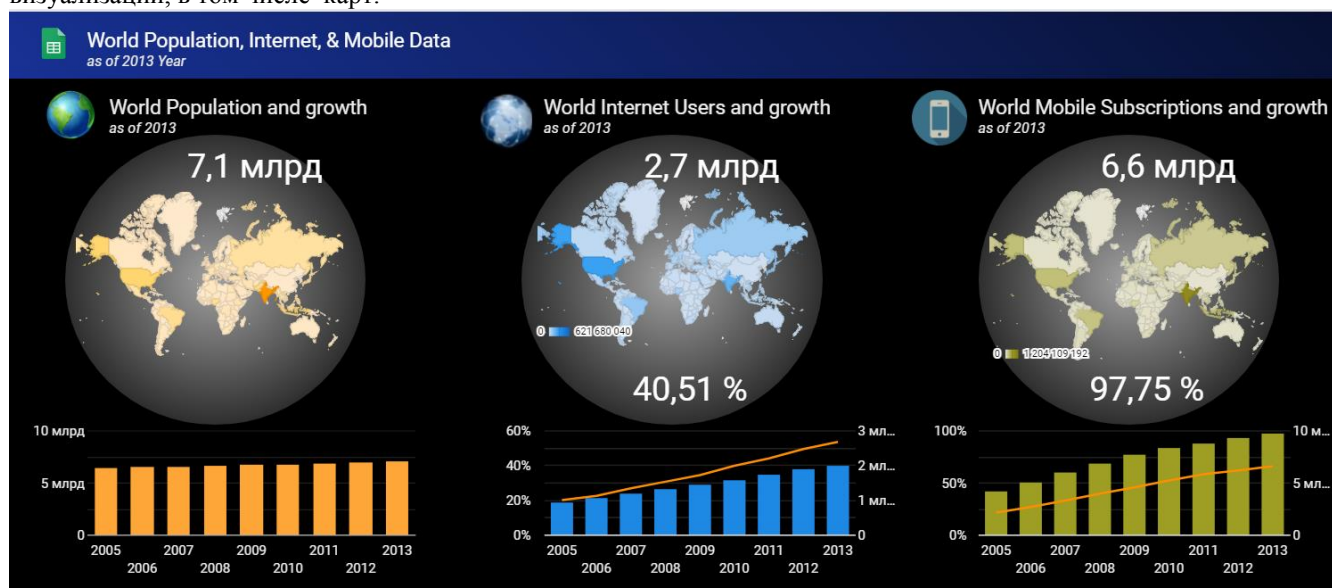 визуализации, в том числе карт.
World Population, Internet, & Mobile Data
as of 2013 Year
World Population and growth
as of 2013
7,1 млрд
10 млрд
5 млрд
0
2005 2007 2009 2011 2013
2006 2008 2010 2012
World Internet Users and growth
as of 2013
2,7 млрд
0 621 680 040
40,51 %
60% 3 мл...
40% 2 мл...
20% 1 мл...
0% 0
2005 2007 2009 2011 2013
2006 2008 2010 2012
World Mobile Subscriptions and growth
as of 2013
6,6 млрд
0 1 204 109 192
97,75 %
100% 10 м...
50% 5 мл...
0% 0
2005 2007 2009 2011 2013
2006 2008 2010 2012